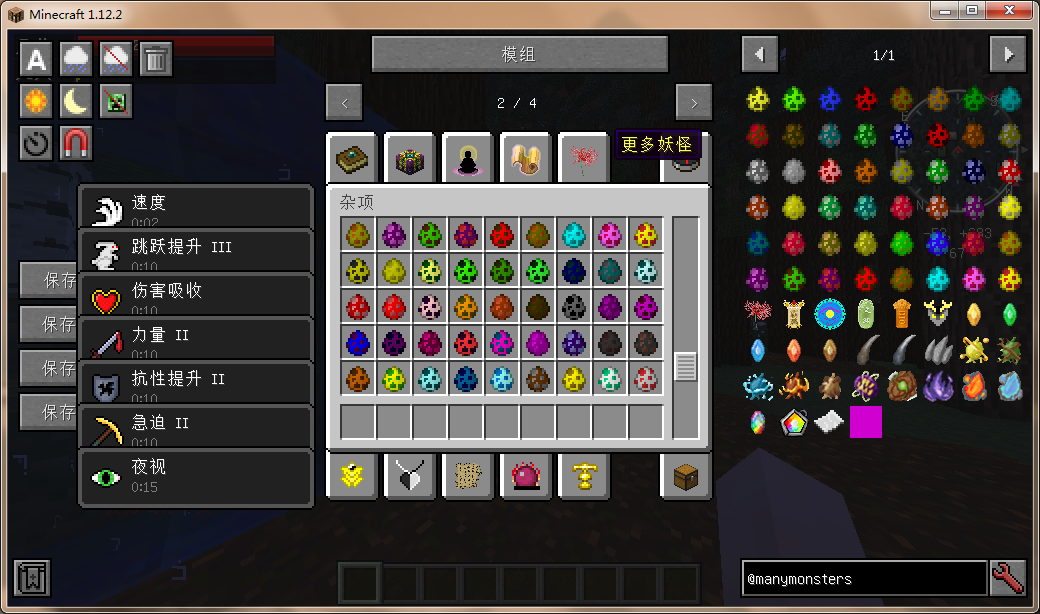 Minecraft 1.12.2
模组
1/1
2 / 4
更多妖怪
杂项
速度
0:02
跳跃提升 III
0:10
伤害吸收
0:10
力量 II
0:10
抗性提升 II
0:10
急迫 II
0:10
夜视
0:15
保存
保存
保存
保存
@manymonsters